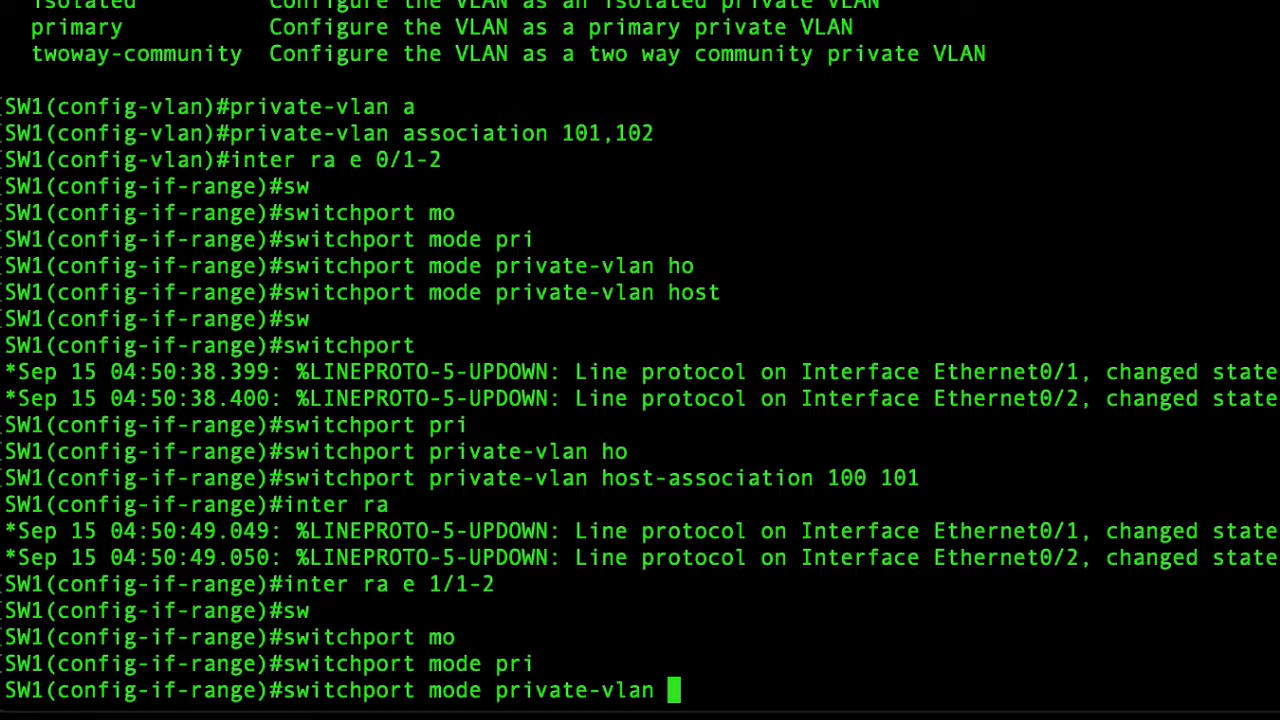 isolated Configure the VLAN as an isolated private VLAN
primary Configure the VLAN as a primary private VLAN
twoway-community Configure the VLAN as a two way community private VLAN
[SW1(config-vlan)#private-vlan a
[SW1(config-vlan)#private-vlan association 101,102
[SW1(config-vlan)#inter ra e 0/1-2
[SW1(config-if-range)#sw
[SW1(config-if-range)#switchport mo
[SW1(config-if-range)#switchport mode pri
[SW1(config-if-range)#switchport mode private-vlan ho
[SW1(config-if-range)#switchport mode private-vlan host
[SW1(config-if-range)#sw
SW1(config-if-range)#switchport
*Sep 15 04:50:38.399: %LINEPROTO-5-UPDOWN: Line protocol on Interface Ethernet0/1, changed state
*Sep 15 04:50:38.400: %LINEPROTO-5-UPDOWN: Line protocol on Interface Ethernet0/2, changed state
[SW1(config-if-range)#switchport pri
[SW1(config-if-range)#switchport private-vlan ho
[SW1(config-if-range)#switchport private-vlan host-association 100 101
SW1(config-if-range)#inter ra
*Sep 15 04:50:49.049: %LINEPROTO-5-UPDOWN: Line protocol on Interface Ethernet0/1, changed state
*Sep 15 04:50:49.050: %LINEPROTO-5-UPDOWN: Line protocol on Interface Ethernet0/2, changed state
[SW1(config-if-range)#inter ra e 1/1-2
[SW1(config-if-range)#sw
[SW1(config-if-range)#switchport mo
[SW1(config-if-range)#switchport mode pri
SW1(config-if-range)#switchport mode private-vlan